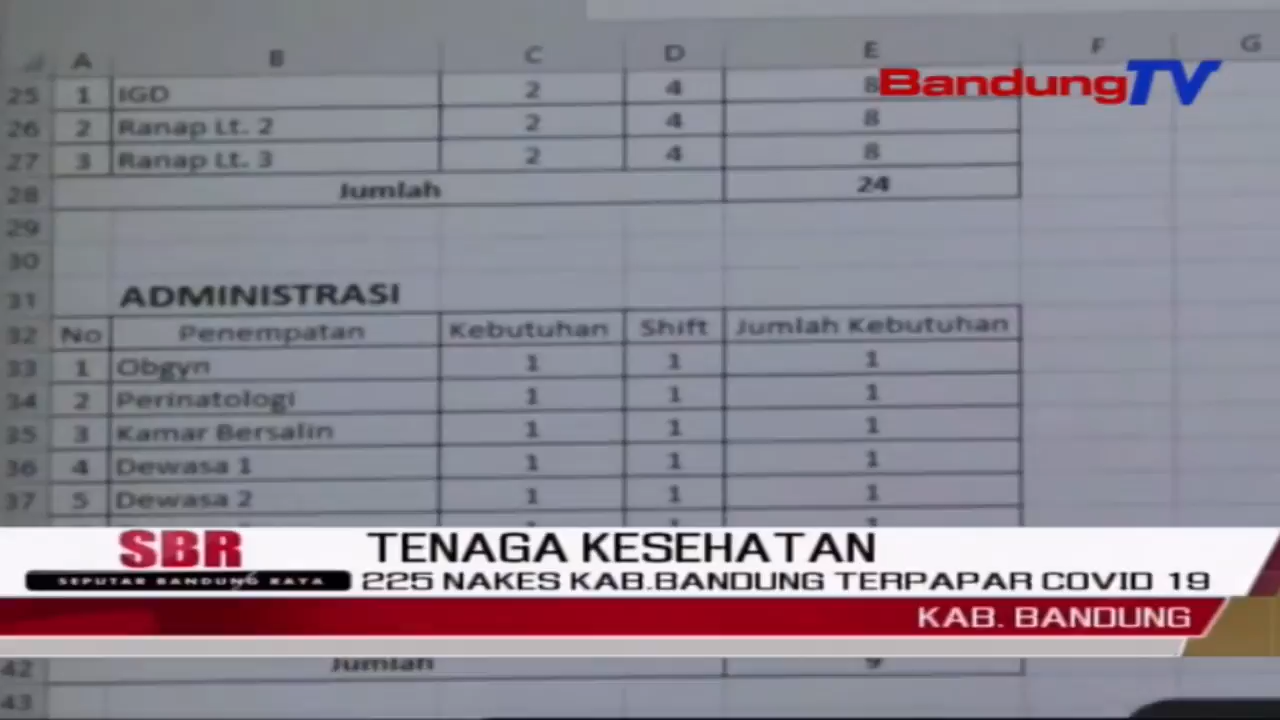 A B C D E F G
BandungTV
25 1 IGD 2 4 8
26 2 Ranap Lt. 2 2 4 8
27 3 Ranap Lt. 3 2 4 8
28 Jumlah 24
29
30
31 ADMINISTRASI
32 No Penempatan Kebutuhan Shift Jumlah Kebutuhan
33 1 Obgyn 1 1 1
34 2 Perinatologi 1 1 1
35 3 Kamar Bersalin 1 1 1
36 4 Dewasa 1 1 1 1
37 5 Dewasa 2 1 1 1
SBR
SEPUTAR BANDUNG RAYA
TENAGA KESEHATAN
225 NAKES KAB.BANDUNG TERPAPAR COVID 19
KAB. BANDUNG
42 Jumlah 9
43